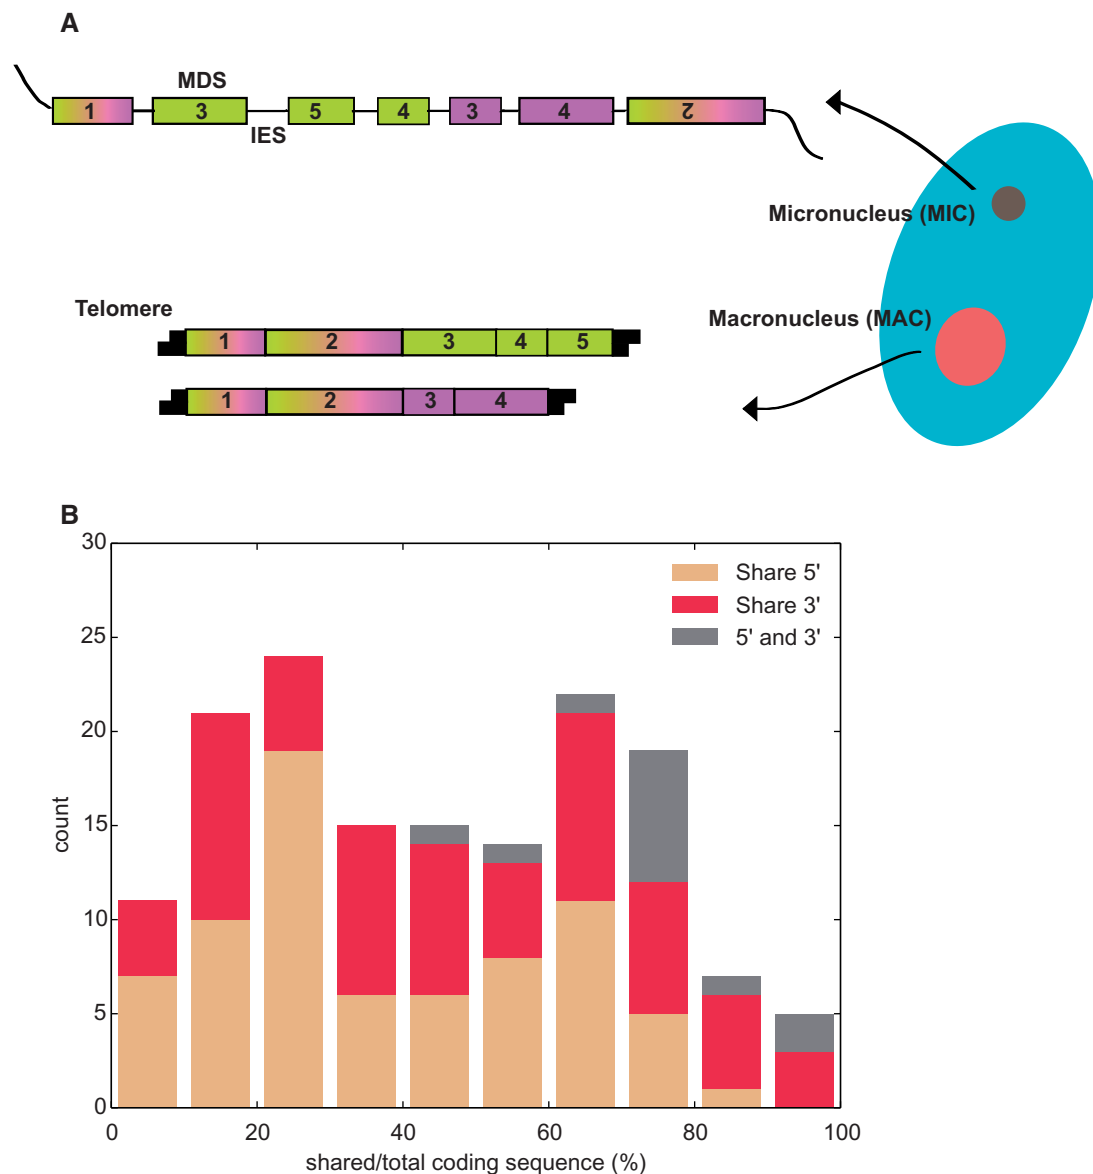 A
MDS
1 3 5 4 3 4 2
IES
Micronucleus (MIC)
Telomere
Macronucleus (MAC)
1 2 3 4 5
1 2 3 4
B
30
25
20
15
10
5
0
count
Share 5'
Share 3'
5' and 3'
0 20 40 60 80 100
shared/total coding sequence (%)